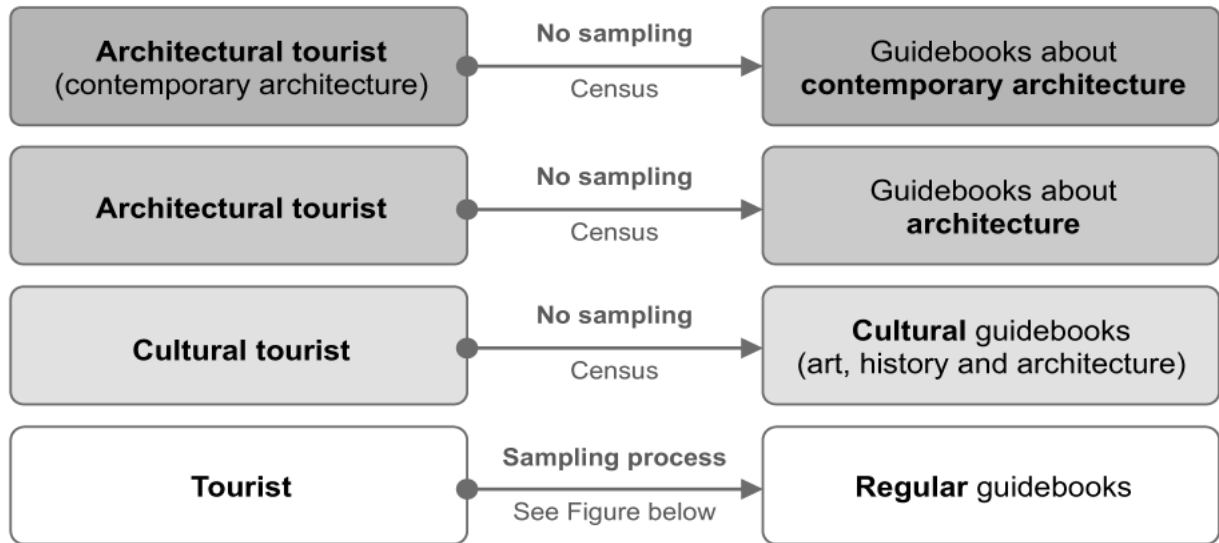 Architectural tourist
(contemporary architecture)
No sampling
Census
Guidebooks about
contemporary architecture
Architectural tourist
No sampling
Census
Guidebooks about
architecture
Cultural tourist
No sampling
Census
Cultural guidebooks
(art, history and architecture)
Tourist
Sampling process
See Figure below
Regular guidebooks